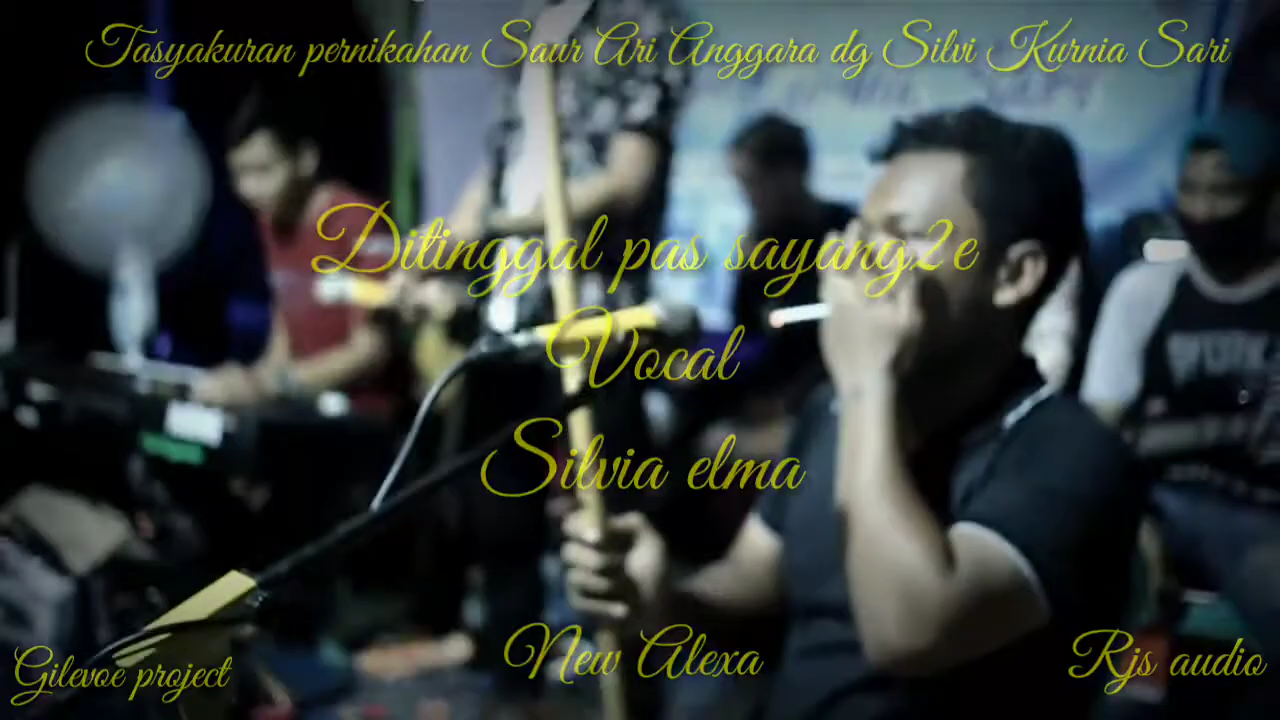 Tasyakuran pernikahan Saur Ari Anggara dg Silvi Kurnia Sari
Ditinggal pas sayang2e
Vocal
Silvia elma
Gilevoe project
New Alexa
Rjs audio